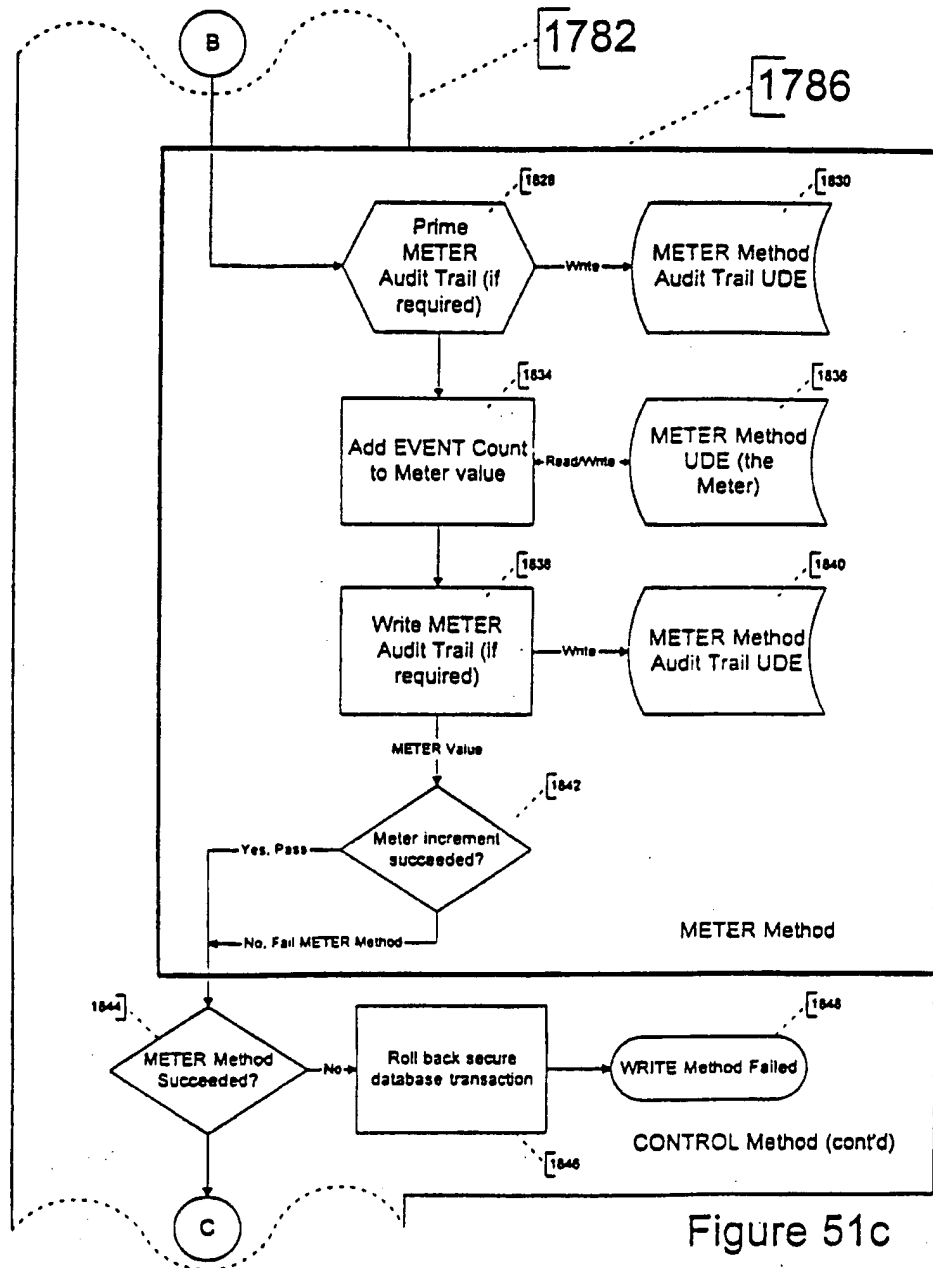 B
1782
1786
1828
Prime
METER
Audit Trail (if
required)
Write
1830
METER Method
Audit Trail UDE
1834
Add EVENT Count
to Meter value
Read/Write
1836
METER Method
UDE (the
Meter)
1838
Write METER
Audit Trail (if
required)
Write
1840
METER Method
Audit Trail UDE
METER Value
1842
Meter increment
succeeded?
Yes, Pass
No, Fail METER Method
METER Method
1844
METER Method
Succeeded?
No
Roll back secure
database transaction
1846
1848
WRITE Method Failed
CONTROL Method (cont'd)
C
Figure 51c